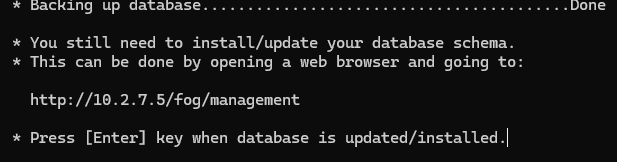 * Backing up database.........................................Done
* You still need to install/update your database schema.
* This can be done by opening a web browser and going to:
http://10.2.7.5/fog/management
* Press [Enter] key when database is updated/installed.